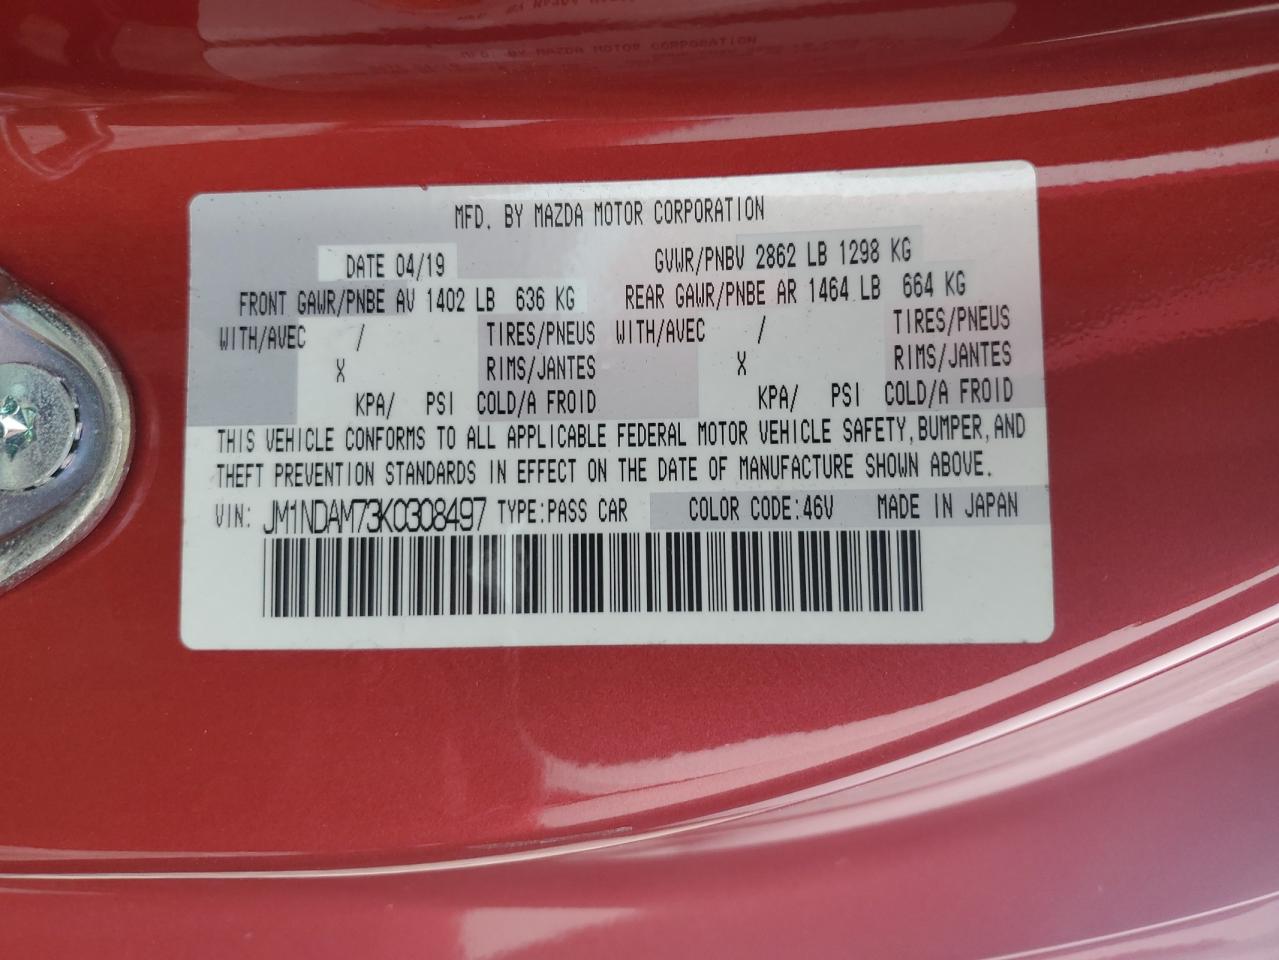 MFD. BY MAZDA MOTOR CORPORATION
DATE 04/19 GVWR/PNBV 2862 LB 1298 KG
FRONT GAWR/PNBE AV 1402 LB 636 KG REAR GAWR/PNBE AR 1464 LB 664 KG
WITH/AVEC / TIRES/PNEUS WITH/AVEC / TIRES/PNEUS
X RIMS/JANTES X RIMS/JANTES
KPA/ PSI COLD/A FROID KPA/ PSI COLD/A FROID
THIS VEHICLE CONFORMS TO ALL APPLICABLE FEDERAL MOTOR VEHICLE SAFETY, BUMPER, AND
THEFT PREVENTION STANDARDS IN EFFECT ON THE DATE OF MANUFACTURE SHOWN ABOVE.
VIN: JM1NDAM73K0308497 TYPE:PASS CAR COLOR CODE:46V MADE IN JAPAN